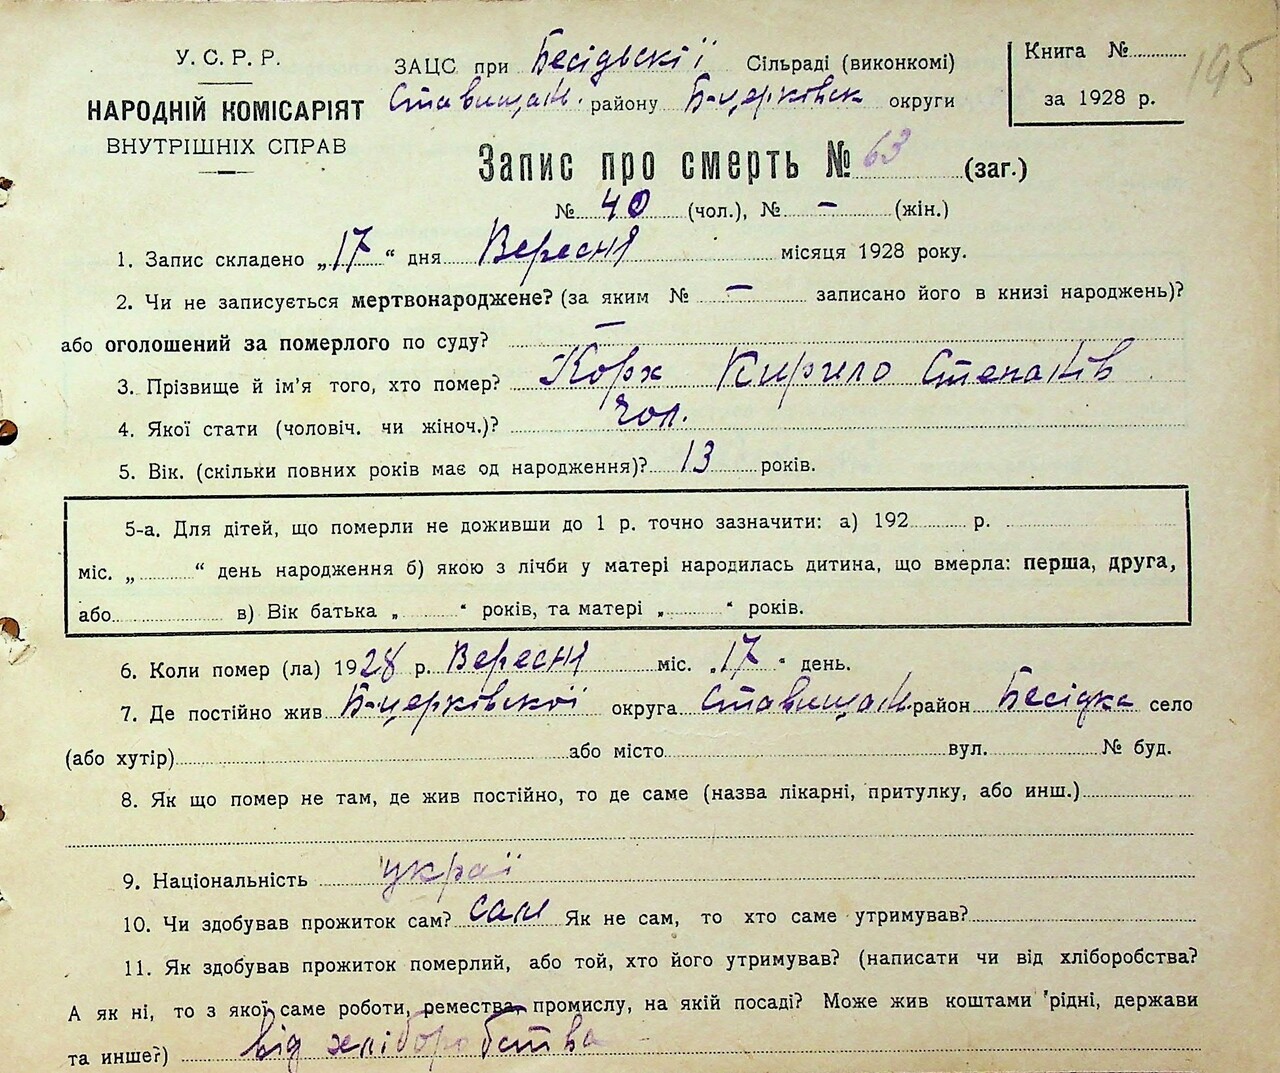 У. С. Р. Р.
НАРОДНІЙ КОМІСАРІЯТ
ВНУТРІШНІХ СПРАВ
ЗАЦС при Бесідьскії Сільраді (виконкомі)
Ставищан. району Б-церковськ округи
Книга №
за 1928 р.
195
Запис про смерть № 63 (заг.)
№ 40 (чол.), № – (жін.)
1. Запис складено „17“ дня Вересня місяця 1928 року.
2. Чи не записується мертвонароджене? (за яким № – записано його в книзі народжень)?
або оголошений за померлого по суду? –
3. Прізвище й ім'я того, хто помер? Корж Кирило Степанів
4. Якої стати (чоловіч. чи жіноч.)? чол.
5. Вік. (скільки повних років має од народження)? 13 років.
5-а. Для дітей, що померли не доживши до 1 р. точно зазначити: а) 192 р.
міс. „ “ день народження б) якою з лічби у матері народилась дитина, що вмерла: перша, друга,
або в) Вік батька „ “ років, та матері „ “ років.
6. Коли помер (ла) 1928 р. Вересня міс. „17“ день.
7. Де постійно жив Б-церківскої округа Ставищан. район Бесідка село
(або хутір) або місто вул. № буд.
8. Як що помер не там, де жив постійно, то де саме (назва лікарні, притулку, або инш.)
9. Національність украї
10. Чи здобував прожиток сам? сам Як не сам, то хто саме утримував?
11. Як здобував прожиток померлий, або той, хто його утримував? (написати чи від хліборобства?
А як ні, то з якої саме роботи, ремества промислу, на якій посаді? Може жив коштами рідні, держави
та инше?) від хліборобства